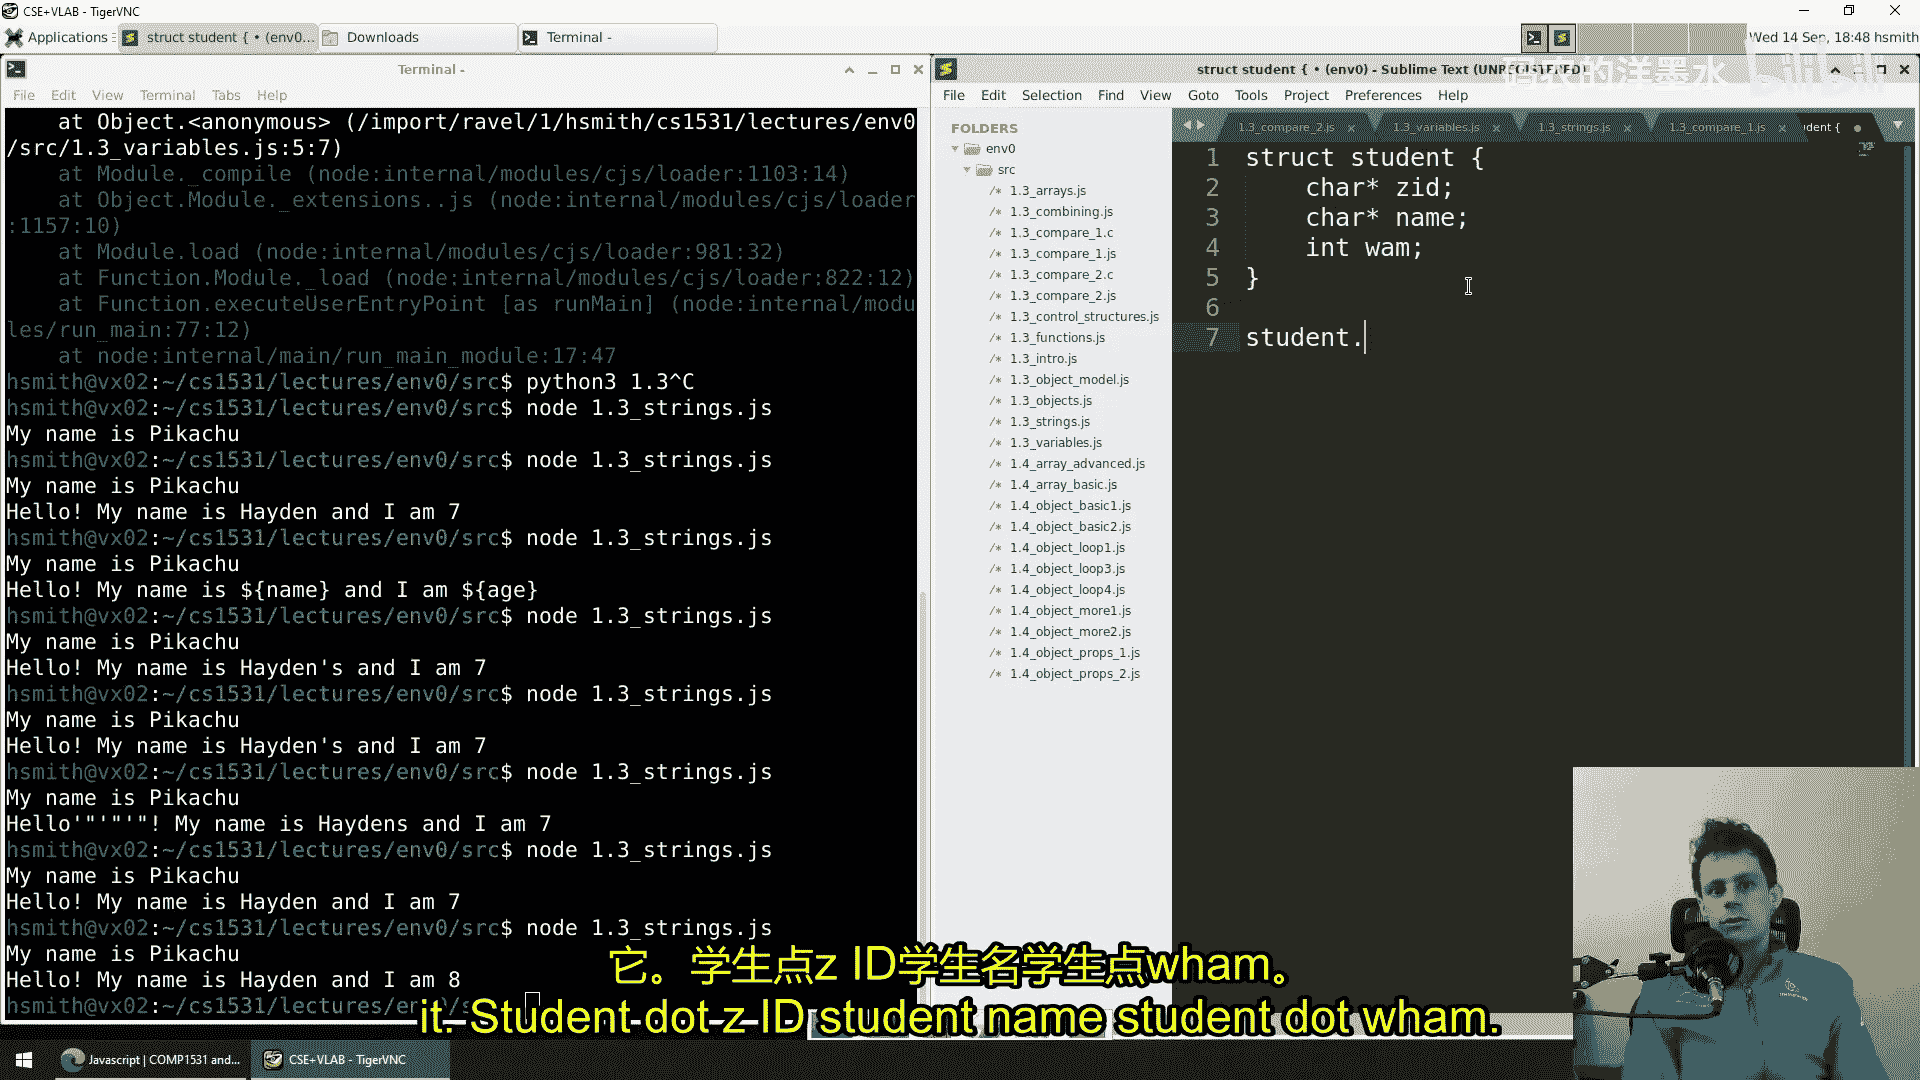 CSE+VLAB - TigerVNC
Applications
struct student { • (env0...
Downloads
Terminal -
Wed 14 Sep, 18:48 hsmith
Terminal -
File Edit View Terminal Tabs Help
at Object.<anonymous> (/import/ravel/1/hsmith/cs1531/lectures/env0
/src/1.3_variables.js:5:7)
at Module._compile (node:internal/modules/cjs/loader:1103:14)
at Object.Module._extensions..js (node:internal/modules/cjs/loader
:1157:10)
at Module.load (node:internal/modules/cjs/loader:981:32)
at Function.Module._load (node:internal/modules/cjs/loader:822:12)
at Function.executeUserEntryPoint [as runMain] (node:internal/modu
les/run_main:77:12)
at node:internal/main/run_main_module:17:47
hsmith@vx02:~/cs1531/lectures/env0/src$ python3 1.3^C
hsmith@vx02:~/cs1531/lectures/env0/src$ node 1.3_strings.js
My name is Pikachu
hsmith@vx02:~/cs1531/lectures/env0/src$ node 1.3_strings.js
My name is Pikachu
Hello! My name is Hayden and I am 7
hsmith@vx02:~/cs1531/lectures/env0/src$ node 1.3_strings.js
My name is Pikachu
Hello! My name is ${name} and I am ${age}
hsmith@vx02:~/cs1531/lectures/env0/src$ node 1.3_strings.js
My name is Pikachu
Hello! My name is Hayden's and I am 7
hsmith@vx02:~/cs1531/lectures/env0/src$ node 1.3_strings.js
My name is Pikachu
Hello! My name is Hayden's and I am 7
hsmith@vx02:~/cs1531/lectures/env0/src$ node 1.3_strings.js
My name is Pikachu
Hello'"'"'"! My name is Haydens and I am 7
hsmith@vx02:~/cs1531/lectures/env0/src$ node 1.3_strings.js
My name is Pikachu
Hello! My name is Hayden and I am 7
hsmith@vx02:~/cs1531/lectures/env0/src$ node 1.3_strings.js
My name is Pikachu
Hello! My name is Hayden and I am 8
hsmith@vx02:~/cs1531/lectures/en
struct student { • (env0) - Sublime Text (UNREGISTERED)
码农的洋墨水 bilibili
File Edit Selection Find View Goto Tools Project Preferences Help
FOLDERS
env0
src
/* 1.3_arrays.js
/* 1.3_combining.js
/* 1.3_compare_1.c
/* 1.3_compare_1.js
/* 1.3_compare_2.c
/* 1.3_compare_2.js
/* 1.3_control_structures.js
/* 1.3_functions.js
/* 1.3_intro.js
/* 1.3_object_model.js
/* 1.3_objects.js
/* 1.3_strings.js
/* 1.3_variables.js
/* 1.4_array_advanced.js
/* 1.4_array_basic.js
/* 1.4_object_basic1.js
/* 1.4_object_basic2.js
/* 1.4_object_loop1.js
/* 1.4_object_loop3.js
/* 1.4_object_loop4.js
/* 1.4_object_more1.js
/* 1.4_object_more2.js
/* 1.4_object_props_1.js
/* 1.4_object_props_2.js
1.3_compare_2.js × 1.3_variables.js × 1.3_strings.js × 1.3_compare_1.js × udent { •
1 struct student {
2 char* zid;
3 char* name;
4 int wam;
5 }
6
7 student.
它。学生点z ID学生名学生点wham。
it. Student dot z ID student name student dot wham.
Javascript | COMP1531 and...
CSE+VLAB - TigerVNC